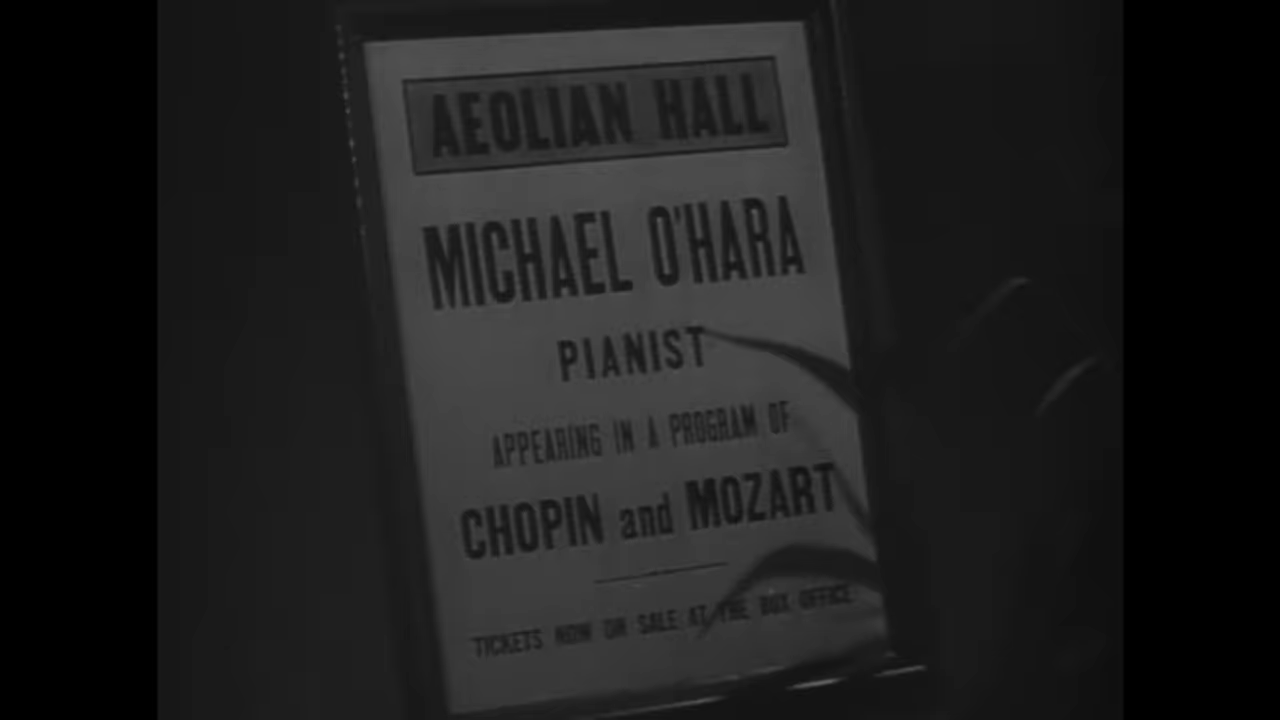 AEOLIAN HALL
MICHAEL O'HARA
PIANIST
APPEARING IN A PROGRAM OF
CHOPIN and MOZART
TICKETS NOW ON SALE AT THE BOX OFFICE